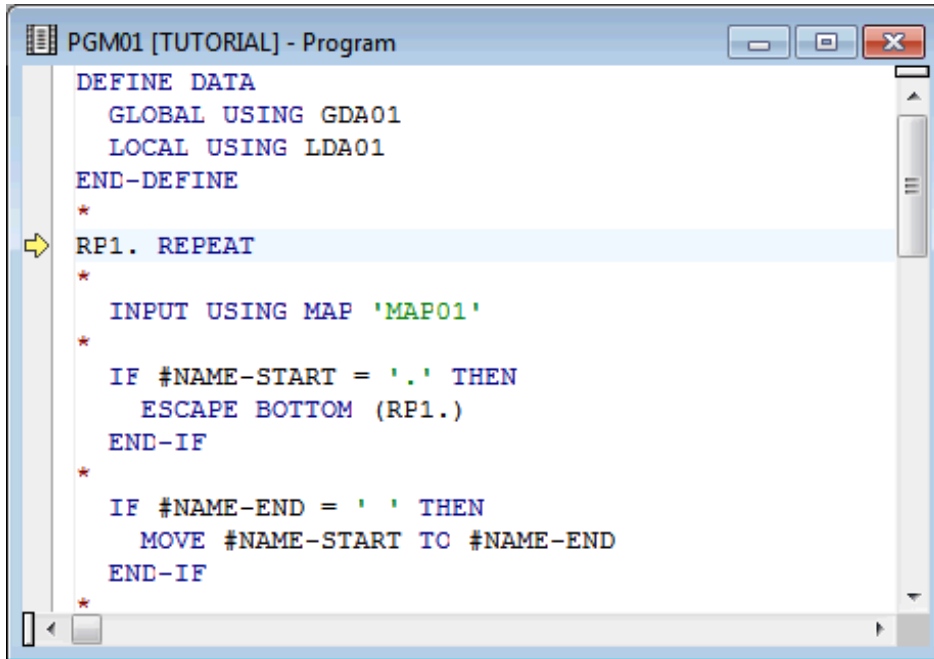 PGM01 [TUTORIAL] - Program
DEFINE DATA
GLOBAL USING GDA01
LOCAL USING LDA01
END-DEFINE
*
RP1. REPEAT
*
INPUT USING MAP 'MAP01'
*
IF #NAME-START = '.' THEN
ESCAPE BOTTOM (RP1.)
END-IF
*
IF #NAME-END = ' ' THEN
MOVE #NAME-START TO #NAME-END
END-IF
*